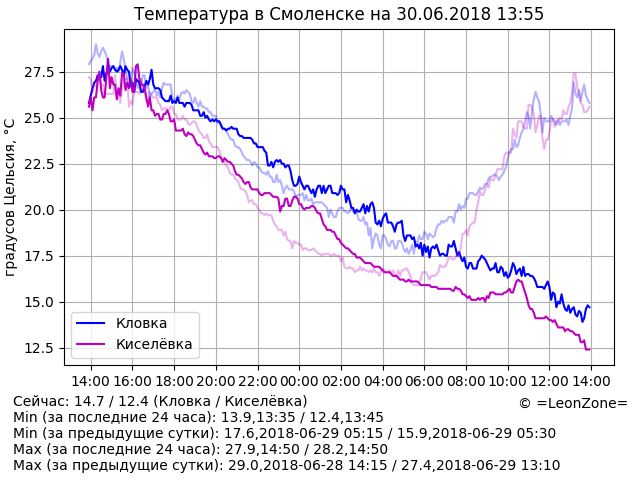 Температура в Смоленске на 30.06.2018 13:55
градусов Цельсия, °C
27.5
25.0
22.5
20.0
17.5
15.0
12.5
Кловка
Киселёвка
14:00 16:00 18:00 20:00 22:00 00:00 02:00 04:00 06:00 08:00 10:00 12:00 14:00
Сейчас: 14.7 / 12.4 (Кловка / Киселёвка)
© =LeonZone=
Min (за последние 24 часа): 13.9,13:35 / 12.4,13:45
Min (за предыдущие сутки): 17.6,2018-06-29 05:15 / 15.9,2018-06-29 05:30
Max (за последние 24 часа): 27.9,14:50 / 28.2,14:50
Max (за предыдущие сутки): 29.0,2018-06-28 14:15 / 27.4,2018-06-29 13:10